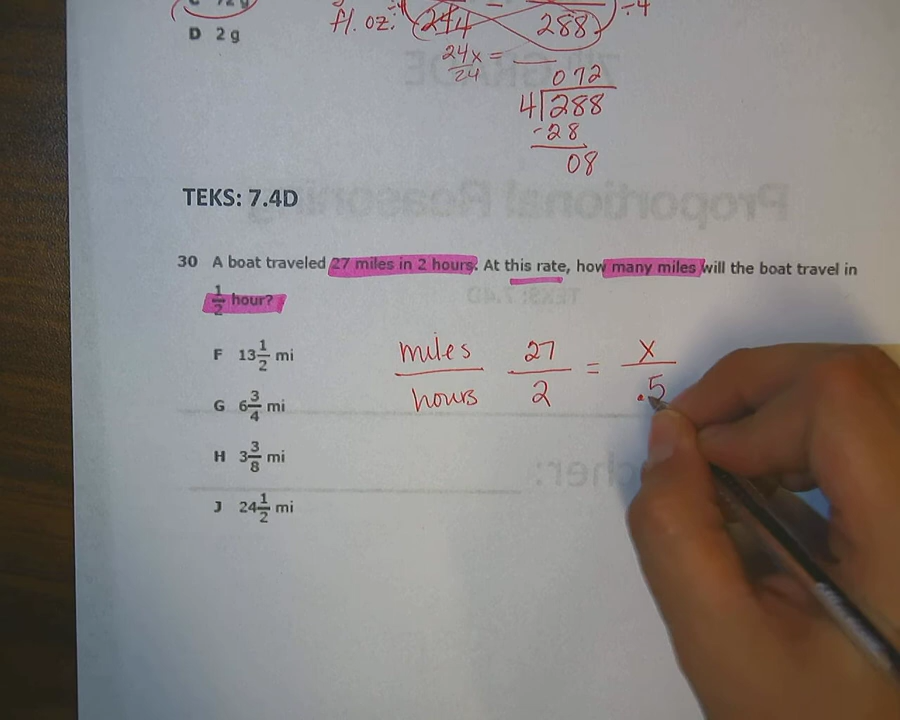 D 2 g
fl. oz.
244
288
÷4
24x =
24
072
4 288
-28
08
TEKS: 7.4D
30 A boat traveled 27 miles in 2 hours. At this rate, how many miles will the boat travel in
1/2 hour?
F 13 1/2 mi
G 6 3/4 mi
H 3 3/8 mi
J 24 1/2 mi
miles 27 = x
hours 2 .5